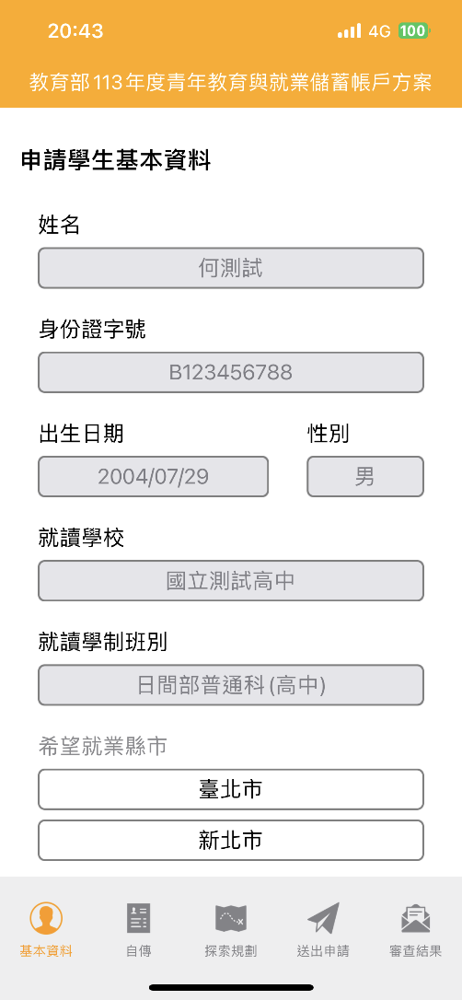 20:43
4G 100
教育部113年度青年教育與就業儲蓄帳戶方案
申請學生基本資料
姓名
何測試
身份證字號
B123456788
出生日期 性別
2004/07/29 男
就讀學校
國立測試高中
就讀學制班別
日間部普通科(高中)
希望就業縣市
臺北市
新北市
基本資料 自傳 探索規劃 送出申請 審查結果